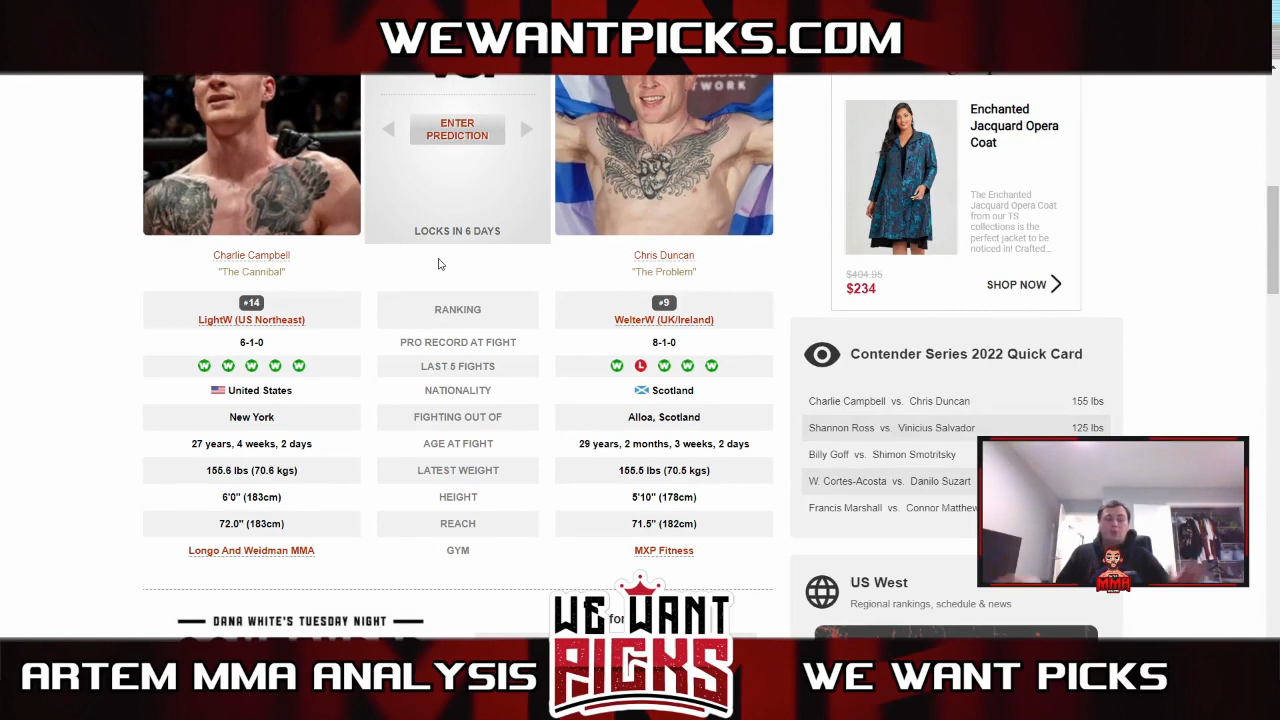 WEWANTPICKS.COM
ENTER
PREDICTION
LOCKS IN 6 DAYS
Charlie Campbell
"The Cannibal"
Chris Duncan
"The Problem"
#14
LightW (US Northeast)
RANKING
#9
WelterW (UK/Ireland)
6-1-0
PRO RECORD AT FIGHT
8-1-0
W W W W W
LAST 5 FIGHTS
W L W W W
United States
NATIONALITY
Scotland
New York
FIGHTING OUT OF
Alloa, Scotland
27 years, 4 weeks, 2 days
AGE AT FIGHT
29 years, 2 months, 3 weeks, 2 days
155.6 lbs (70.6 kgs)
LATEST WEIGHT
155.5 lbs (70.5 kgs)
6'0" (183cm)
HEIGHT
5'10" (178cm)
72.0" (183cm)
REACH
71.5" (182cm)
Longo And Weidman MMA
GYM
MXP Fitness
DANA WHITE'S TUESDAY NIGHT
for
TWORK
Enchanted
Jacquard Opera
Coat
The Enchanted
Jacquard Opera Coat
from our TS
collections is the
perfect jacket to be
noticed in! Crafted...
$404.95
$234
SHOP NOW
Contender Series 2022 Quick Card
Charlie Campbell vs. Chris Duncan 155 lbs
Shannon Ross vs. Vinicius Salvador 125 lbs
Billy Goff vs. Shimon Smotritsky
W. Cortes-Acosta vs. Danilo Suzart
Francis Marshall vs. Connor Matthew
US West
Regional rankings, schedule & news
MMA
WE WANT
PICKS
ARTEM MMA ANALYSIS
WE WANT PICKS